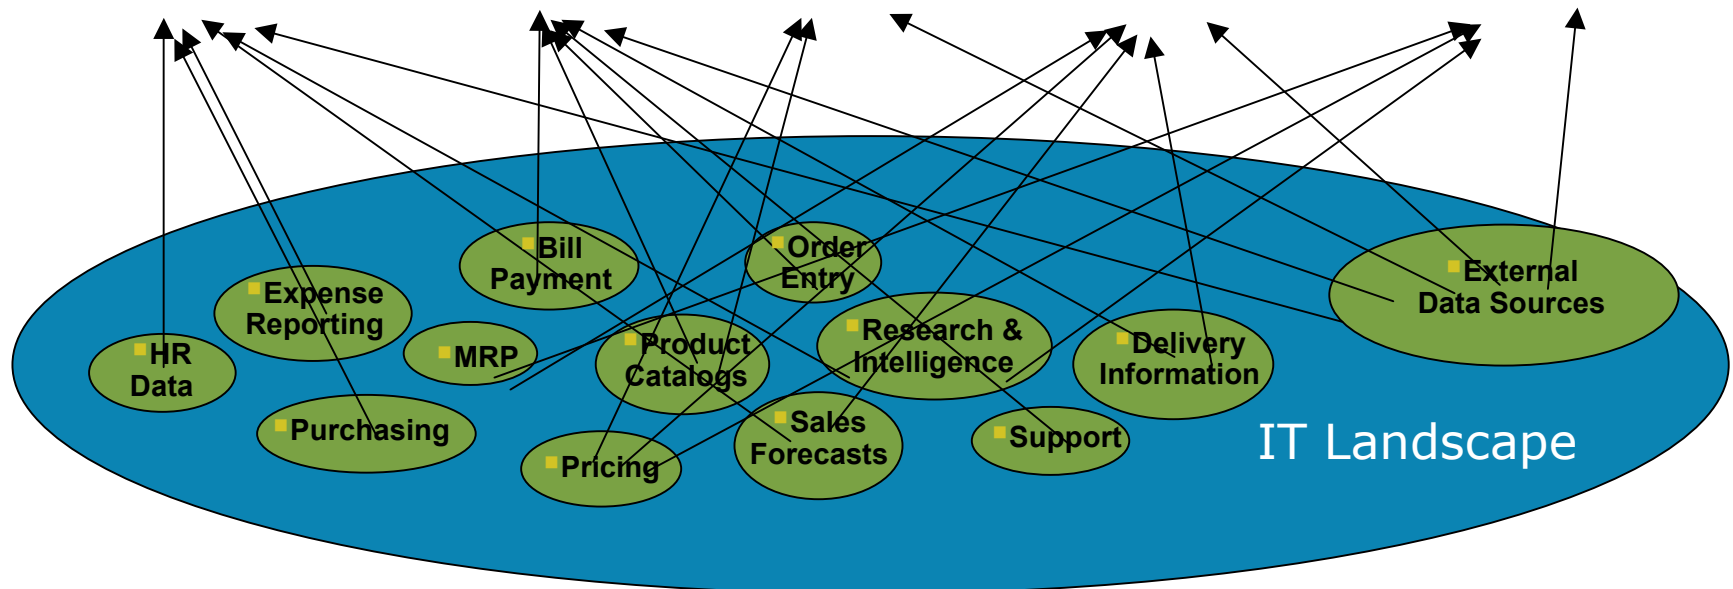 Bill
Payment
Order
Entry
External
Data Sources
Expense
Reporting
HR
Data
MRP
Product
Catalogs
Research &
Intelligence
Delivery
Information
Purchasing
Pricing
Sales
Forecasts
Support
IT Landscape